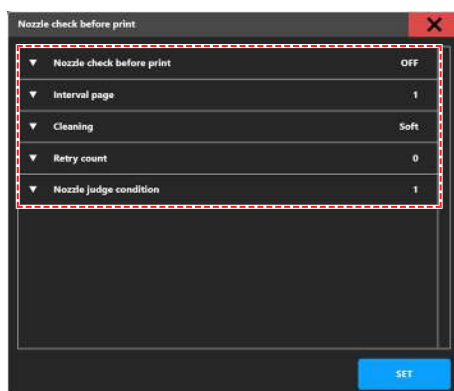 Nozzle check before print
▼ Nozzle check before print OFF
▼ Interval page 1
▼ Cleaning Soft
▼ Retry count 0
▼ Nozzle judge condition 1
SET